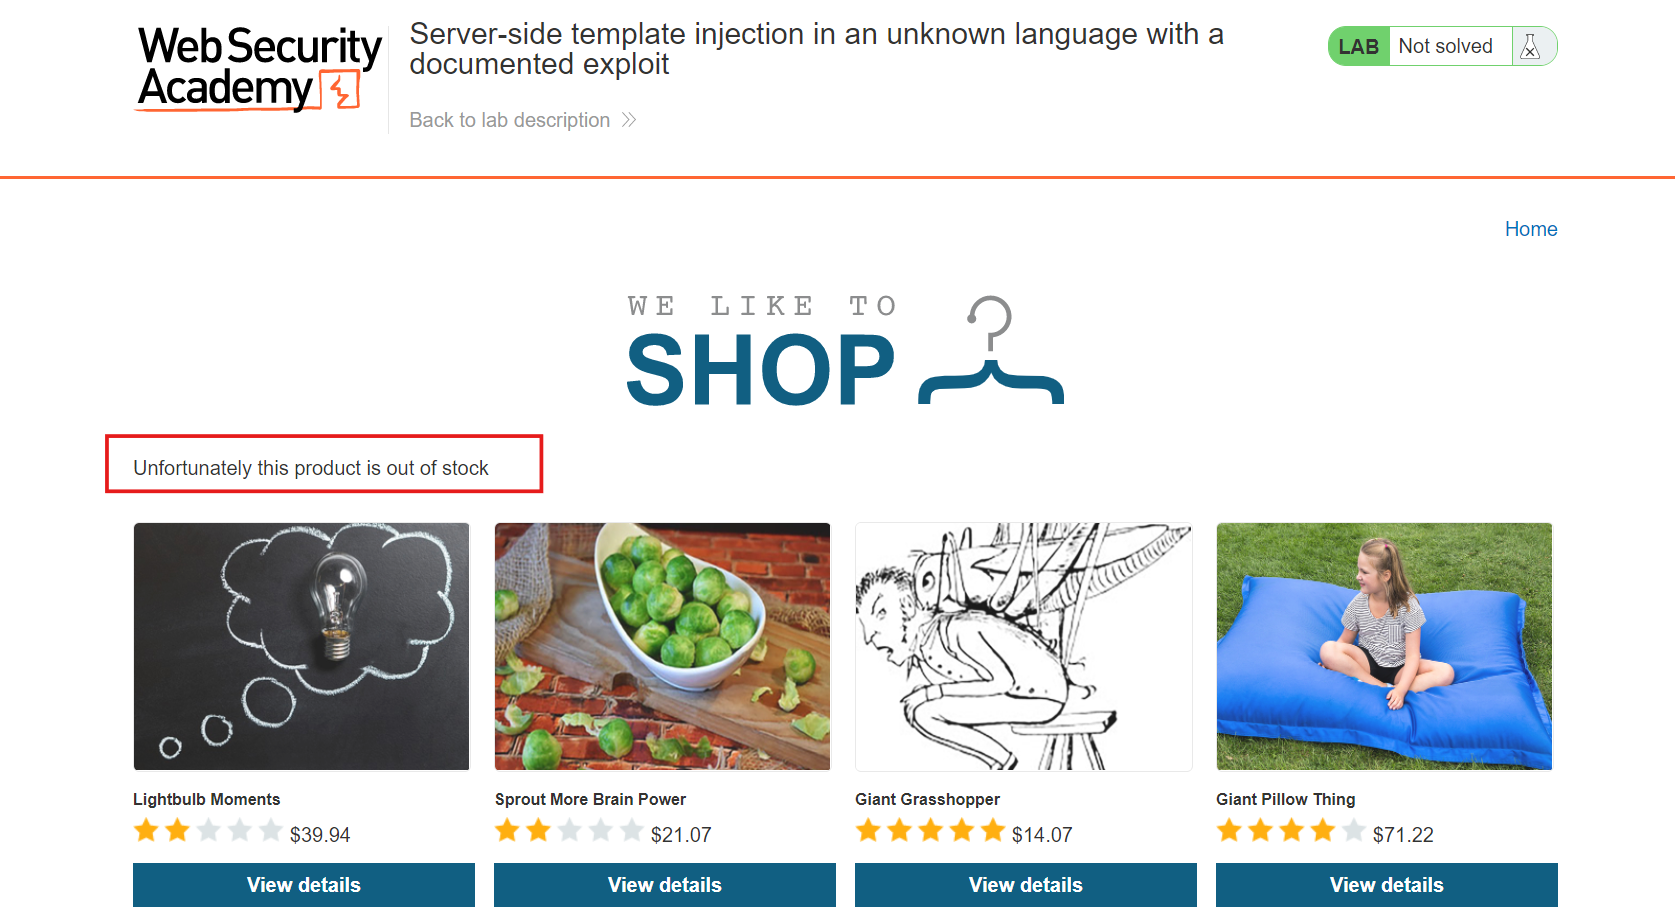 Web Security
Academy
Server-side template injection in an unknown language with a
documented exploit
Back to lab description
LAB Not solved
Home
WE LIKE TO
SHOP
Unfortunately this product is out of stock
Lightbulb Moments
$39.94
View details
Sprout More Brain Power
$21.07
View details
Giant Grasshopper
$14.07
View details
Giant Pillow Thing
$71.22
View details